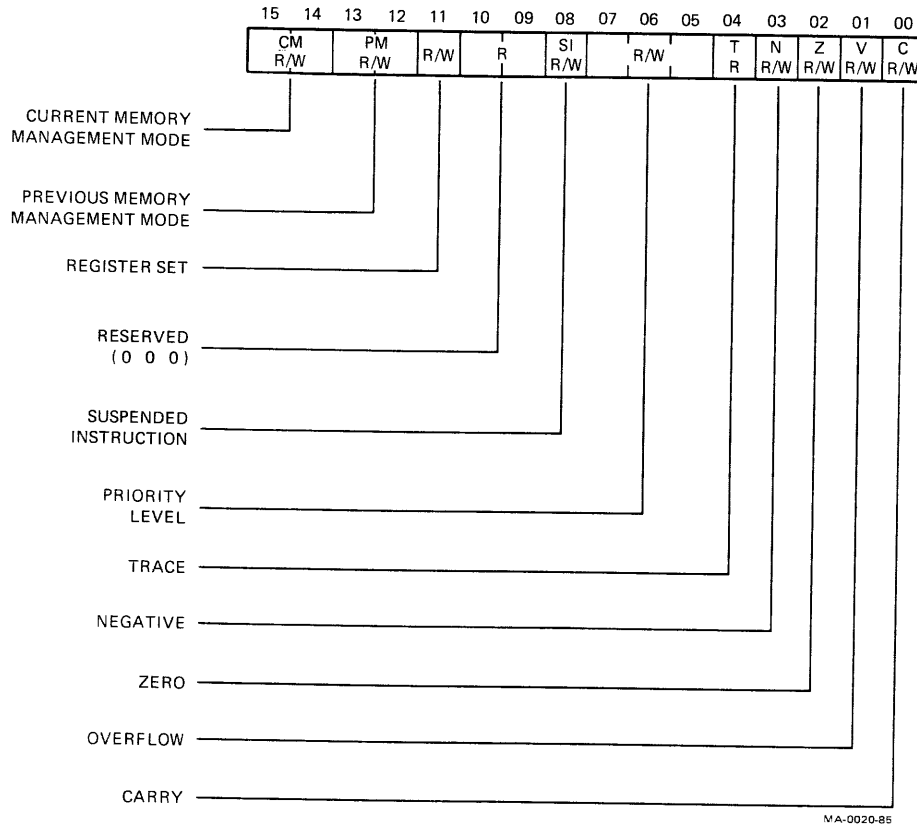 15 14 13 12 11 10 09 08 07 06 05 04 03 02 01 00
CM PM SI T N Z V C
R/W R/W R/W R R/W R/W R R/W R/W R/W R/W
CURRENT MEMORY
MANAGEMENT MODE
PREVIOUS MEMORY
MANAGEMENT MODE
REGISTER SET
RESERVED
(0 0 0)
SUSPENDED
INSTRUCTION
PRIORITY
LEVEL
TRACE
NEGATIVE
ZERO
OVERFLOW
CARRY
MA-0020-85